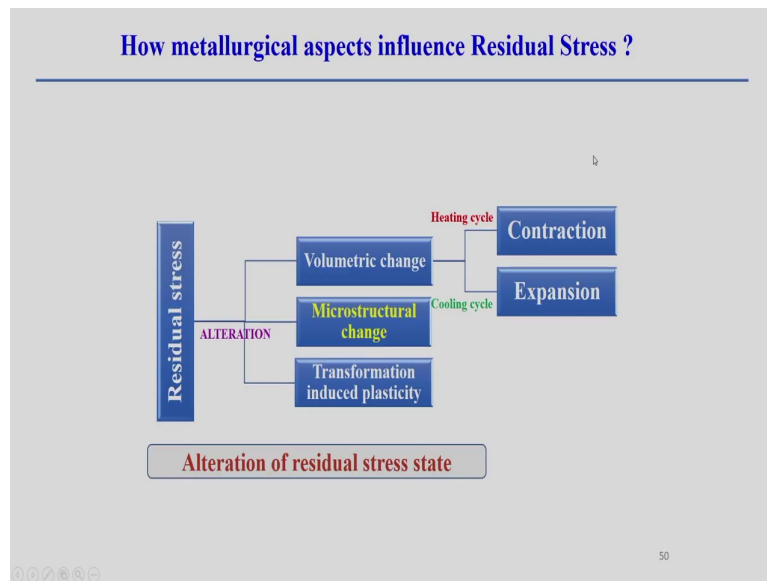 How metallurgical aspects influence Residual Stress ?
Residual stress
ALTERATION
Volumetric change
Microstructural
change
Transformation
induced plasticity
Heating cycle
Contraction
Cooling cycle
Expansion
Alteration of residual stress state
50